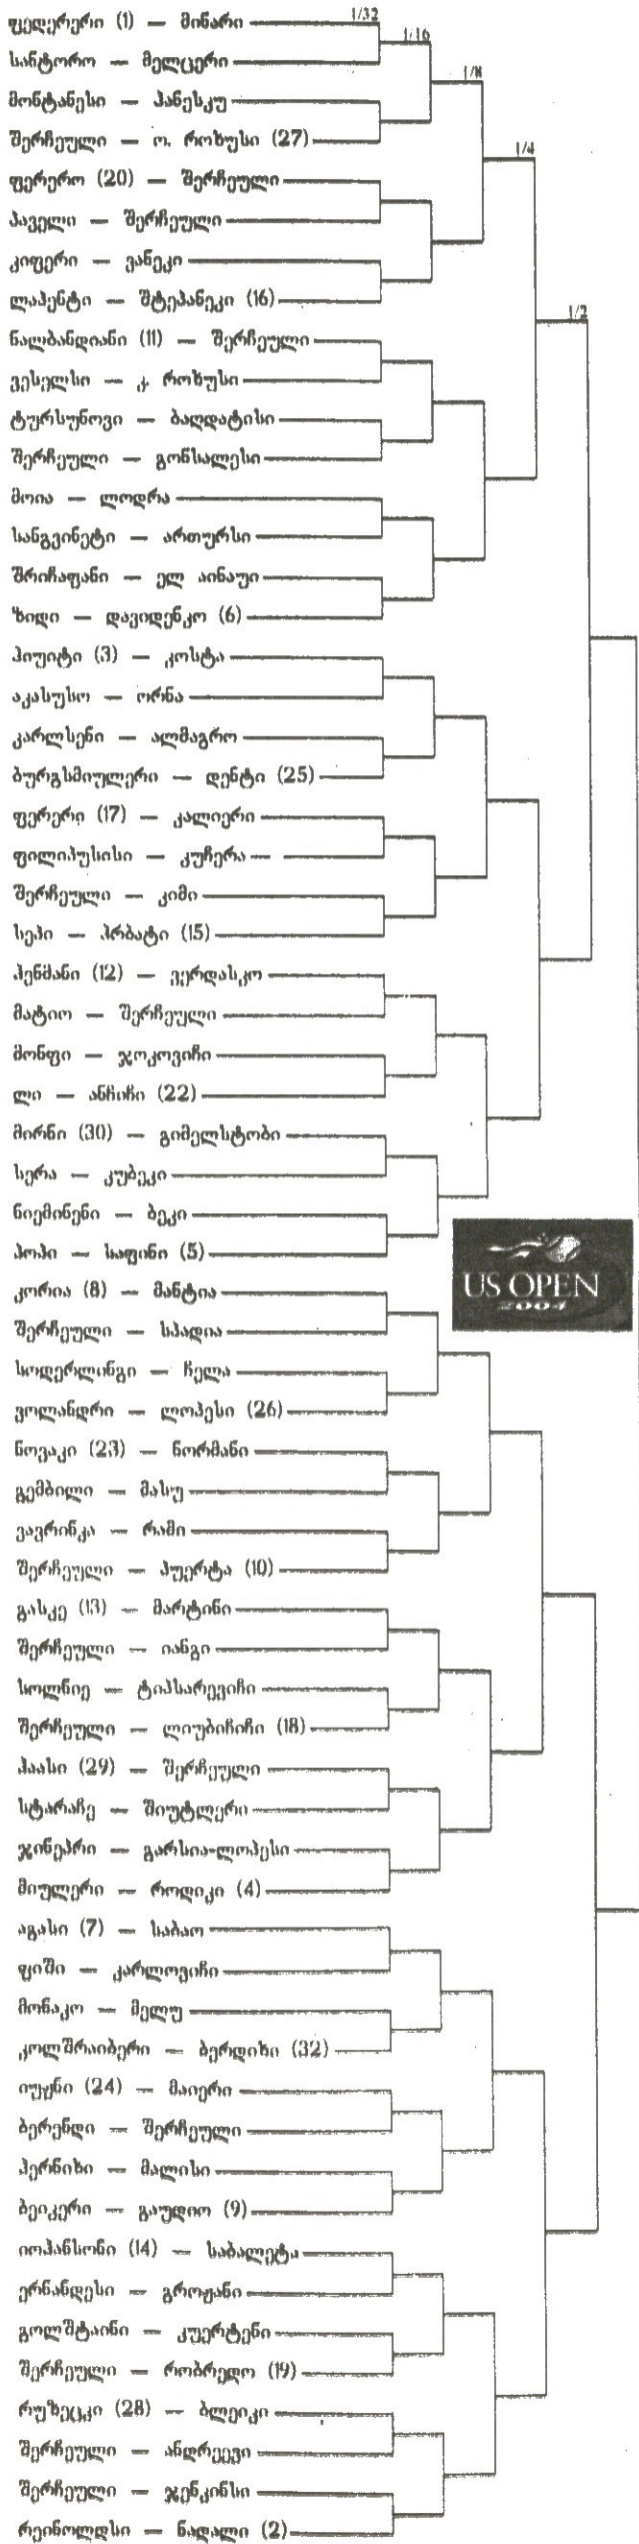 ფედერერი (1) — მინარი
სანტორო — მელცერი
მონტანესი — ჰანესკუ
შერჩეული — ო. როხუსი (27)
ფერერო (20) — შერჩეული
პაველი — შერჩეული
კიფერი — ვანეკი
ლაპენტი — შტეპანეკი (16)
ნალბანდიანი (11) — შერჩეული
ვესელსი — კ. როხუსი
ტურსუნოვი — ბაღდატისი
შერჩეული — გონსალესი
მოია — ლოდრა
სანგვინეტი — ართურსი
შრიჩაფანი — ელ აინაუი
ზიდი — დავიდენკო (6)
ჰიუიტი (3) — კოსტა
აკასუსო — ორნა
კარლსენი — ალმაგრო
ბურგსმიულერი — დენტი (25)
ფერერი (17) — კალიერი
ფილიპუსისი — კუჩერა —
შერჩეული — კიმი
სეპი — ჰრბატი (15)
ჰენმანი (12) — ვერდასკო
მატიო — შერჩეული
მონფი — ჯოკოვიჩი
ლი — ანჩიჩი (22)
მირნი (30) — გიმელსტობი
სერა — კუბეკი
ნიემინენი — ბეკი
პოპი — საფინი (5)
კორია (8) — მანტია
შერჩეული — სპადია
სოდერლინგი — ჩელა
ვოლანდრი — ლოპესი (26)
ნოვაკი (23) — ნორმანი
გემბილი — მასუ
ვავრინკა — რამი
შერჩეული — პუერტა (10)
გასკე (13) — მარტინი
შერჩეული — იანგი
სოლნიე — ტიპსარევიჩი
შერჩეული — ლიუბიჩიჩი (18)
ჰაასი (29) — შერჩეული
სტარაჩე — შიუტლერი
ჯინეპრი — გარსია-ლოპესი
მიულერი — როდიკი (4)
აგასი (7) — საბაო
ფიში — კარლოვიჩი
მონაკო — მელუ
კოლშრაიბერი — ბერდიხი (32)
იუჟნი (24) — მაიერი
ბერენდი — შერჩეული
ჰერნიხი — მალისი
ბეიკერი — გაუდიო (9)
იოჰანსონი (14) — საბალეტა
ერნანდესი — გროჟანი
გოლშტაინი — კუერტენი
შერჩეული — რობრედო (19)
რუზეცკი (28) — ბლეიკი
შერჩეული — ანდრეევი
შერჩეული — ჯენკინსი
რეინოლდსი — ნადალი (2)
1/32
1/16
1/8
1/4
1/2
US OPEN
2004